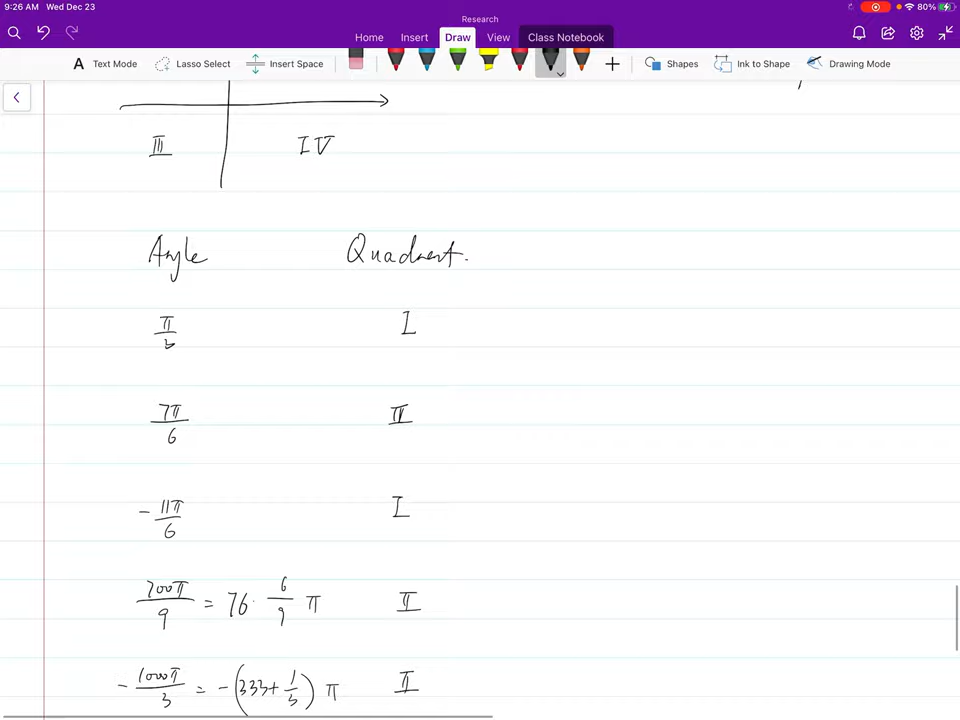 9:26 AM Wed Dec 23
80%
Research
Home Insert Draw View Class Notebook
Text Mode Lasso Select Insert Space Shapes Ink to Shape Drawing Mode
III IV
Angle Quadrant.
π/3 I
7π/6 III
-11π/6 I
700π/9 = 76 · 6/9 π II
-1000π/3 = -(333+1/3) π II